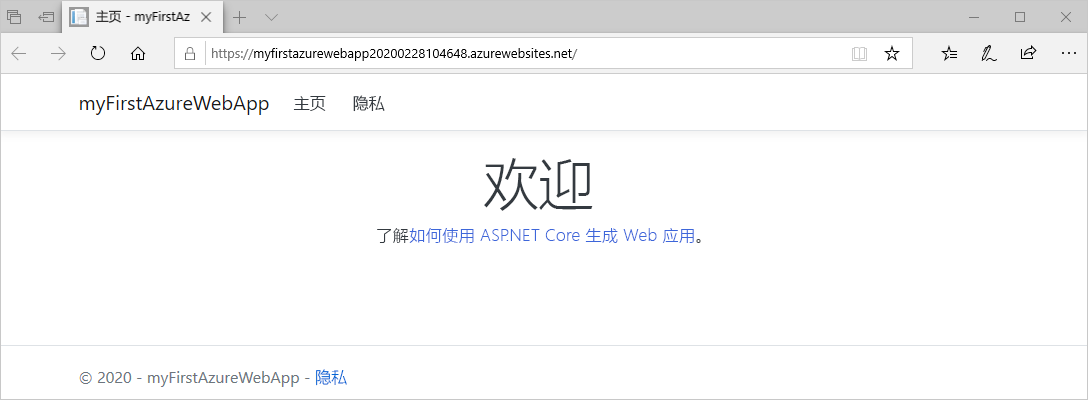 主页 - myFirstAz
https://myfirstazurewebapp20200228104648.azurewebsites.net/
myFirstAzureWebApp 主页 隐私
欢迎
了解如何使用 ASP.NET Core 生成 Web 应用。
© 2020 - myFirstAzureWebApp - 隐私